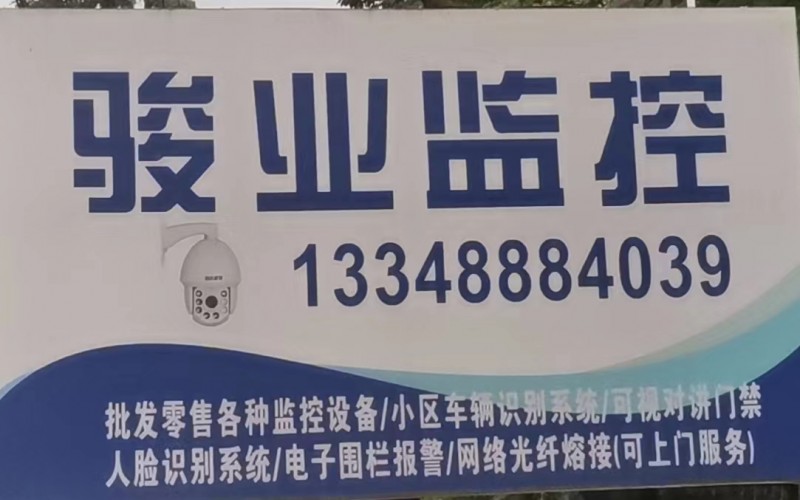 骏业监控
13348884039
批发零售各种监控设备/小区车辆识别系统/可视对讲门禁
人脸识别系统/电子围栏报警/网络光纤熔接(可上门服务)